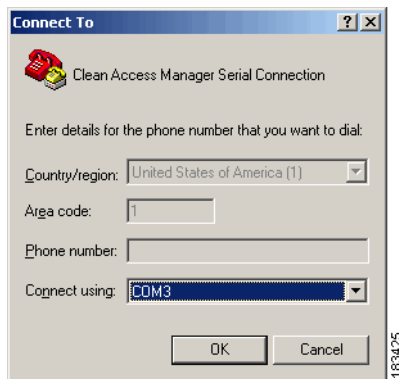 Connect To
Clean Access Manager Serial Connection
Enter details for the phone number that you want to dial:
Country/region: United States of America (1)
Area code: 1
Phone number:
Connect using: COM3
OK Cancel
183425